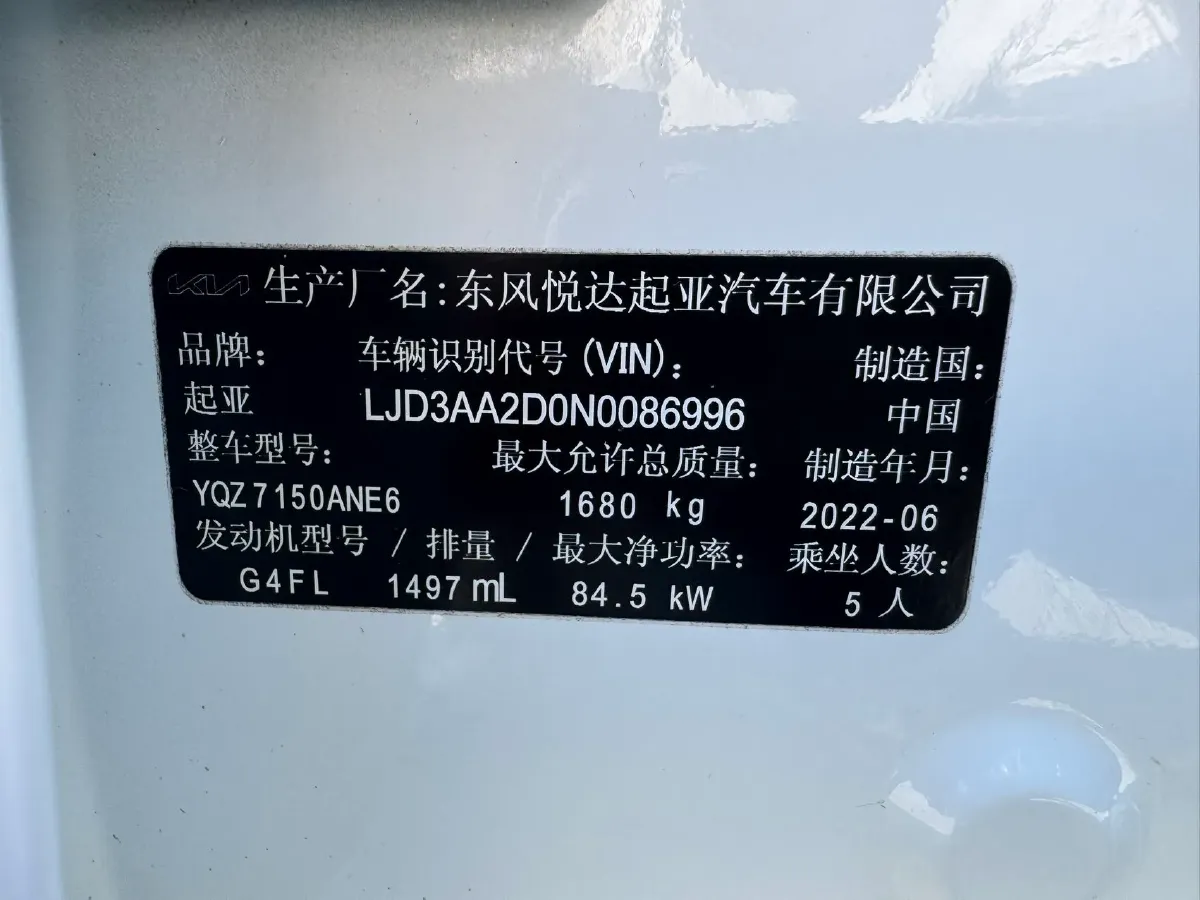 KIA 生产厂名:东风悦达起亚汽车有限公司
品牌: 车辆识别代号(VIN): 制造国:
起亚 LJD3AA2D0N0086996 中国
整车型号: 最大允许总质量: 制造年月:
YQZ7150ANE6 1680 kg 2022-06
发动机型号 / 排量 / 最大净功率: 乘坐人数:
G4FL 1497 mL 84.5 kW 5 人